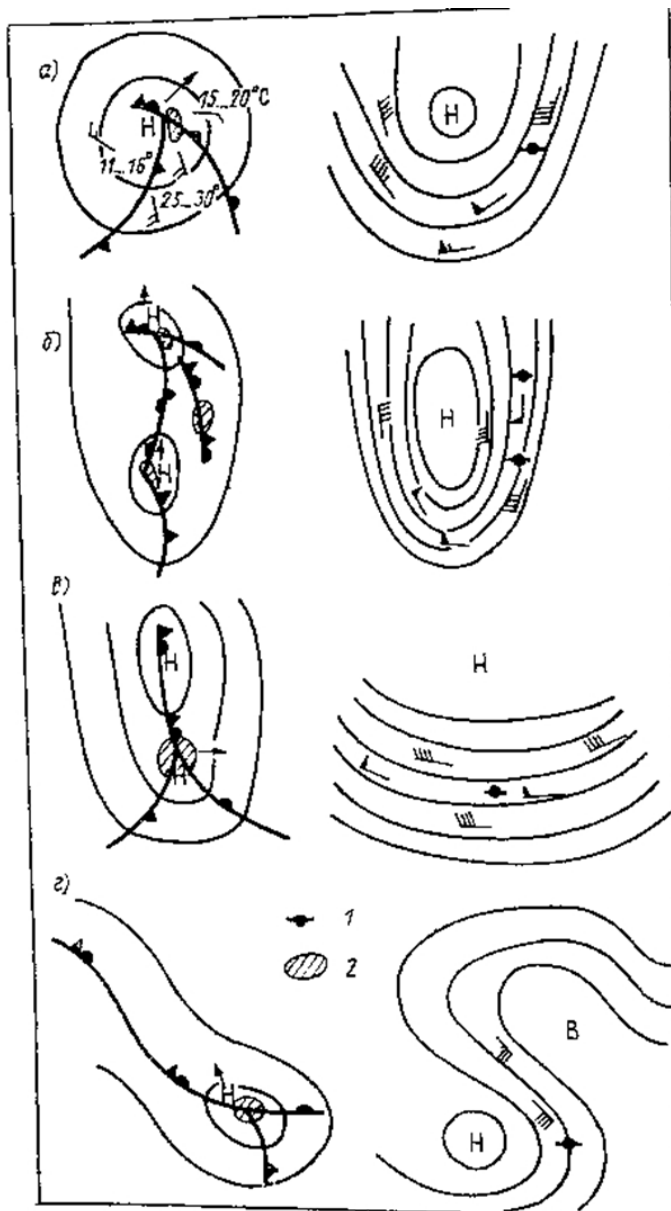 а)
15...20°С
Н
Н
11...16°
25...30°
б)
Н
Н
Н
в)
Н
Н
Н
г)
1
2
В
Н
Н